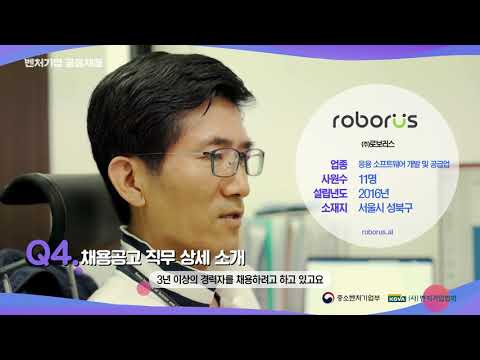 벤처기업 공동채용
roborus
㈜로보러스
업종 응용 소프트웨어 개발 및 공급업
사원수 11명
설립년도 2016년
소재지 서울시 성북구
roborus.ai
Q4. 채용공고 직무 상세 소개
3년 이상의 경력자를 채용하려고 하고 있고요
중소벤처기업부 KOVA (사)벤처기업협회